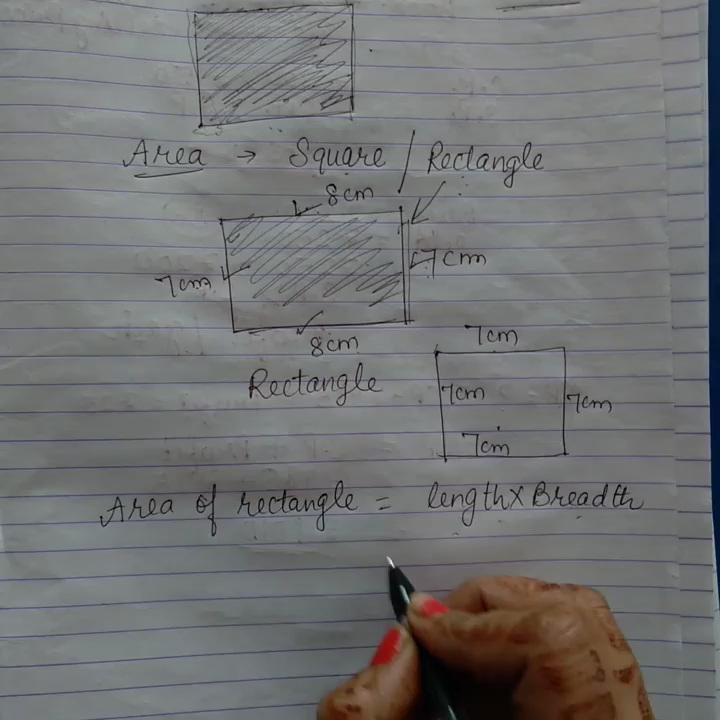 Area → Square / Rectangle
8cm
7cm
7cm
8cm
Rectangle
7cm
7cm
7cm
7cm
Area of rectangle = length × Breadth